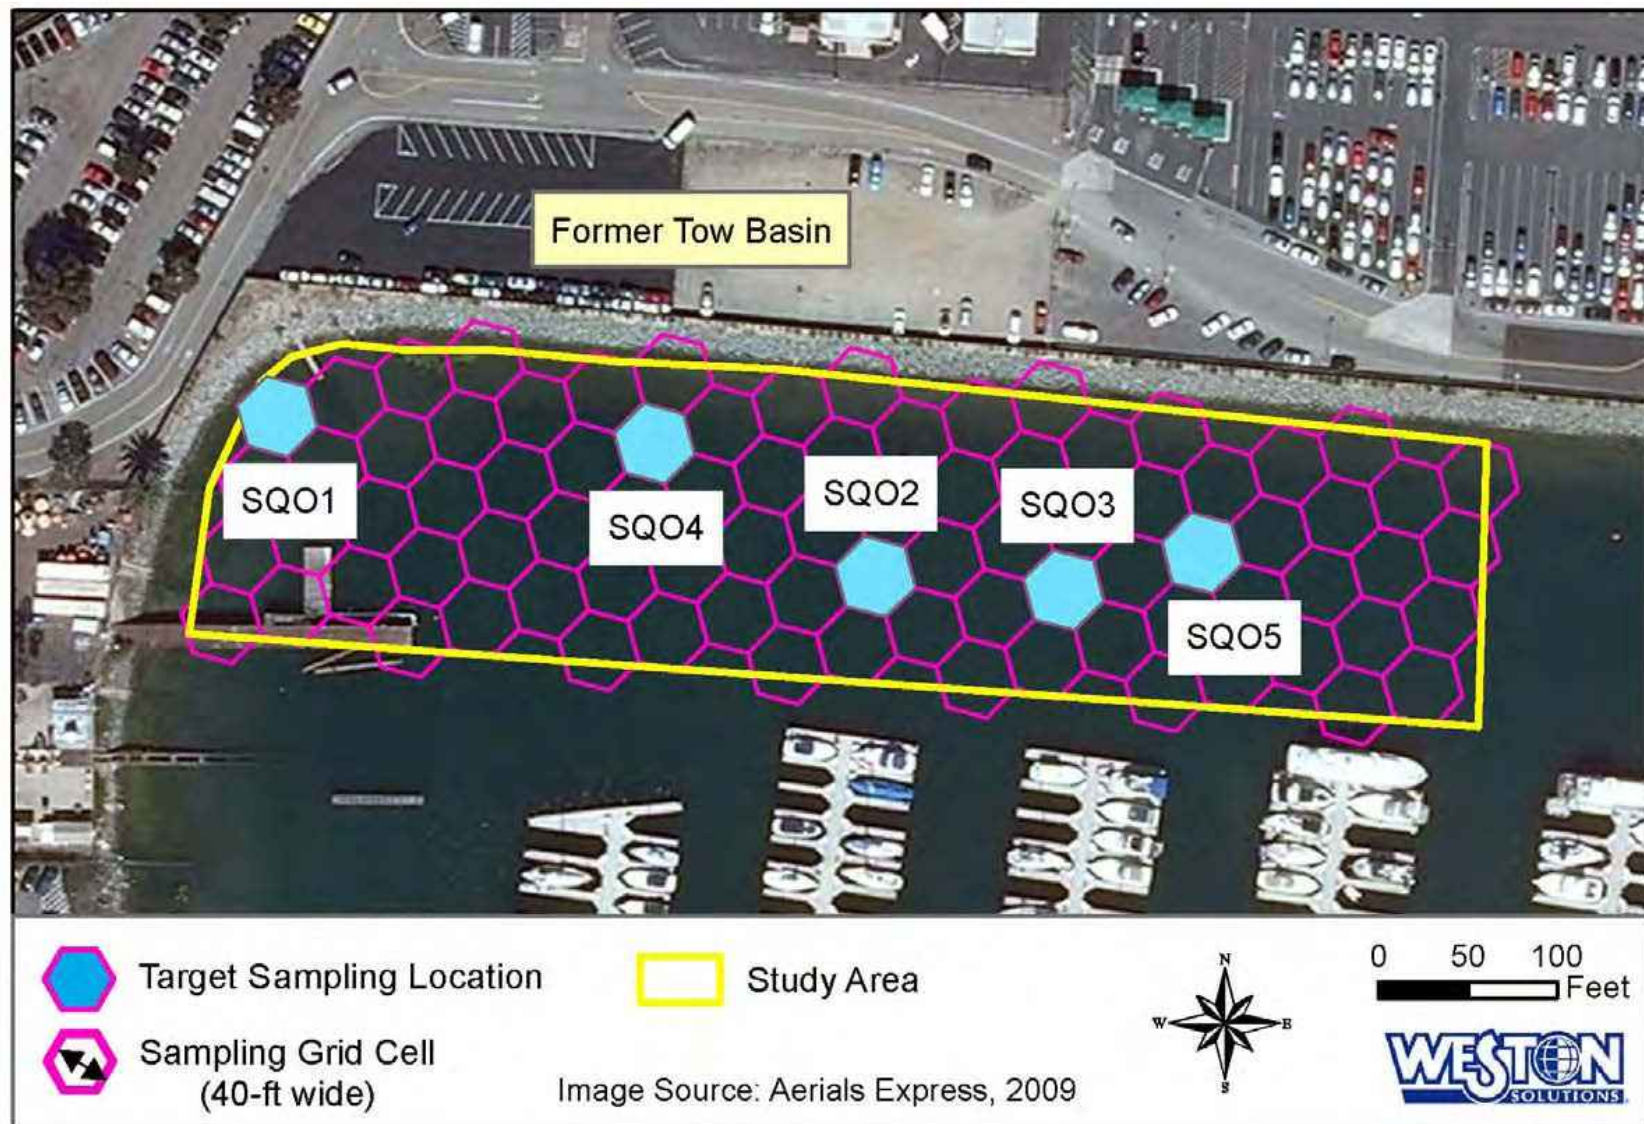 Former Tow Basin
SQO1
SQO4
SQO2
SQO3
SQO5
Target Sampling Location
Sampling Grid Cell
(40-ft wide)
Study Area
Image Source: Aerials Express, 2009
N
W E
S
0 50 100
Feet
WESTON
SOLUTIONS